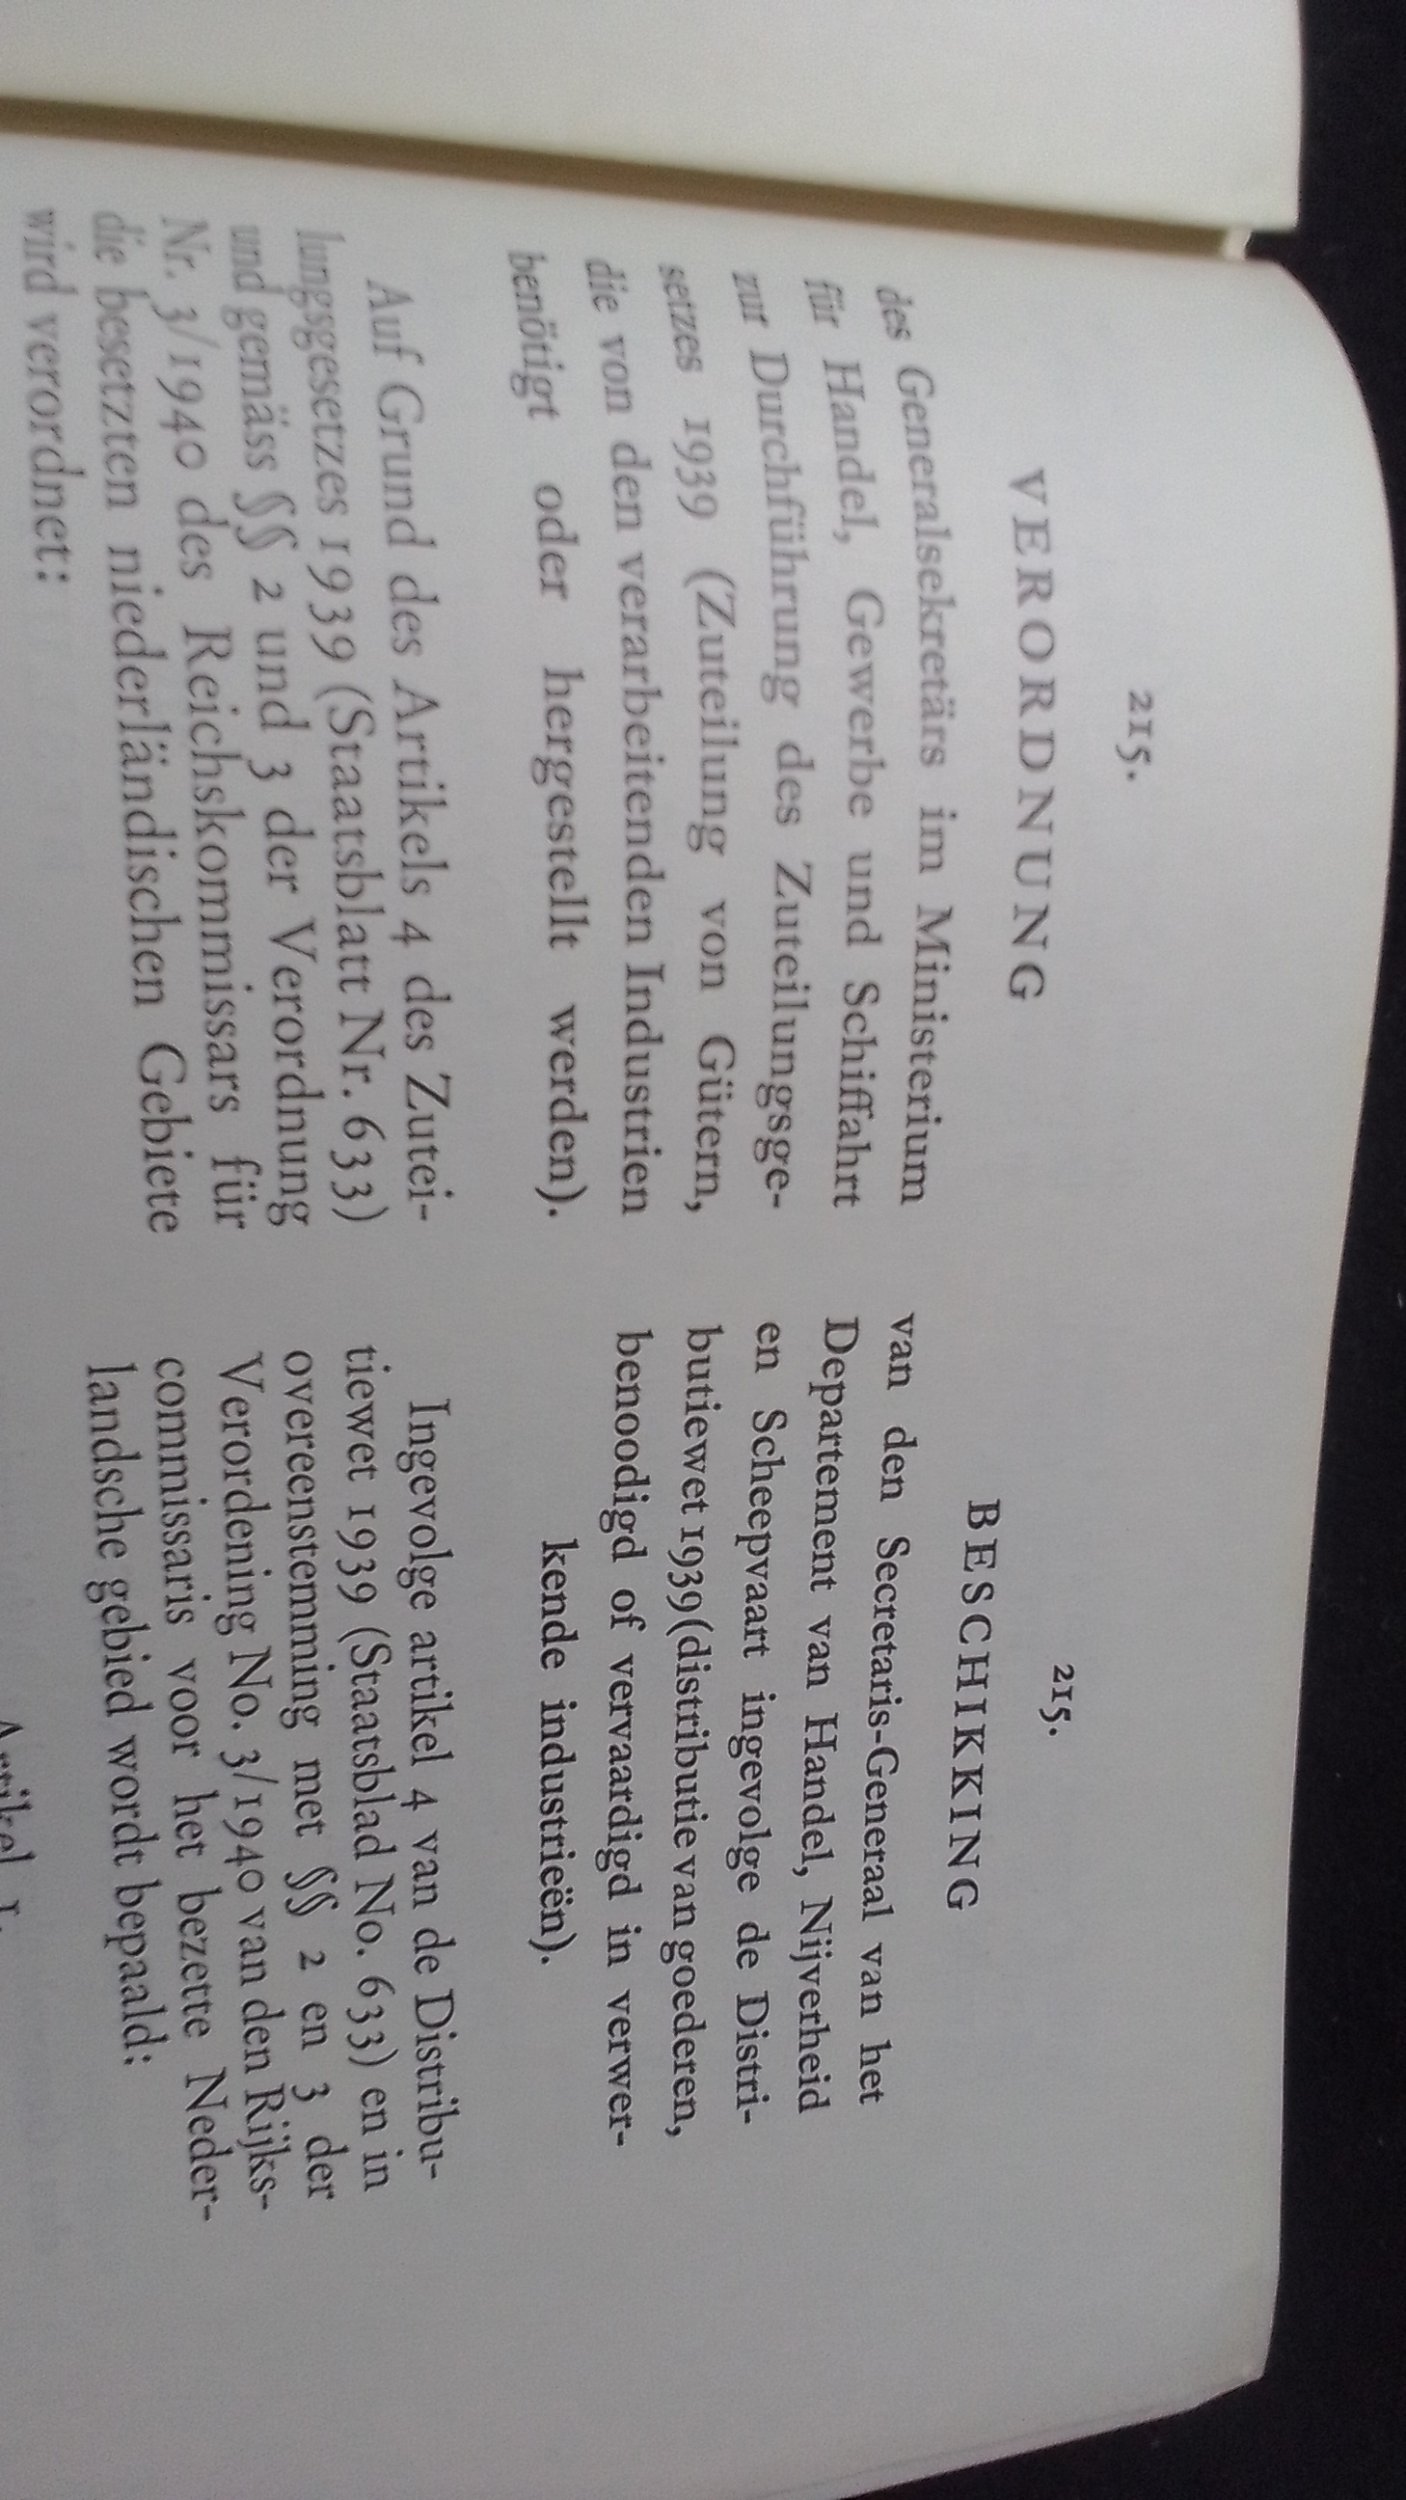 215.
VERORDNUNG
des Generalsekretärs im Ministerium
für Handel, Gewerbe und Schiffahrt
zur Durchführung des Zuteilungsge-
setzes 1939 (Zuteilung von Gütern,
die von den verarbeitenden Industrien
benötigt oder hergestellt werden).
Auf Grund des Artikels 4 des Zutei-
lungsgesetzes 1939 (Staatsblatt Nr. 633)
und gemäss §§ 2 und 3 der Verordnung
Nr. 3/1940 des Reichskommissars für
die besetzten niederländischen Gebiete
wird verordnet:
215.
BESCHIKKING
van den Secretaris-Generaal van het
Departement van Handel, Nijverheid
en Scheepvaart ingevolge de Distri-
butiewet 1939 (distributie van goederen,
benoodigd of vervaardigd in verwer-
kende industrieën).
Ingevolge artikel 4 van de Distribu-
tiewet 1939 (Staatsblad No. 633) en in
overeenstemming met §§ 2 en 3 der
Verordening No. 3/1940 van den Rijks-
commissaris voor het bezette Neder-
landsche gebied wordt bepaald:
Artikel 1.